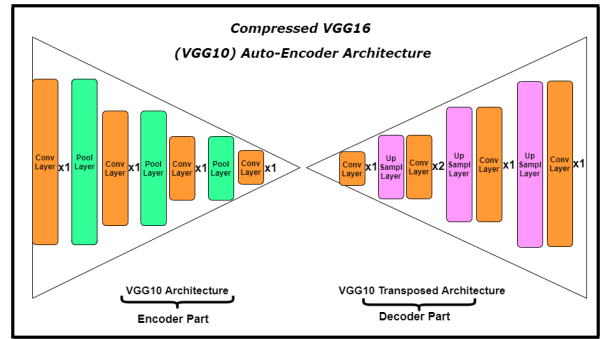 Compressed VGG16
(VGG10) Auto-Encoder Architecture
Conv Layer x1
Pool Layer
Conv Layer x1
Pool Layer
Conv Layer x1
Pool Layer
Conv Layer x1
Conv Layer x1
Up Sampl Layer
Conv Layer x2
Up Sampl Layer
Conv Layer x1
Up Sampl Layer
Conv Layer x1
VGG10 Architecture
Encoder Part
VGG10 Transposed Architecture
Decoder Part